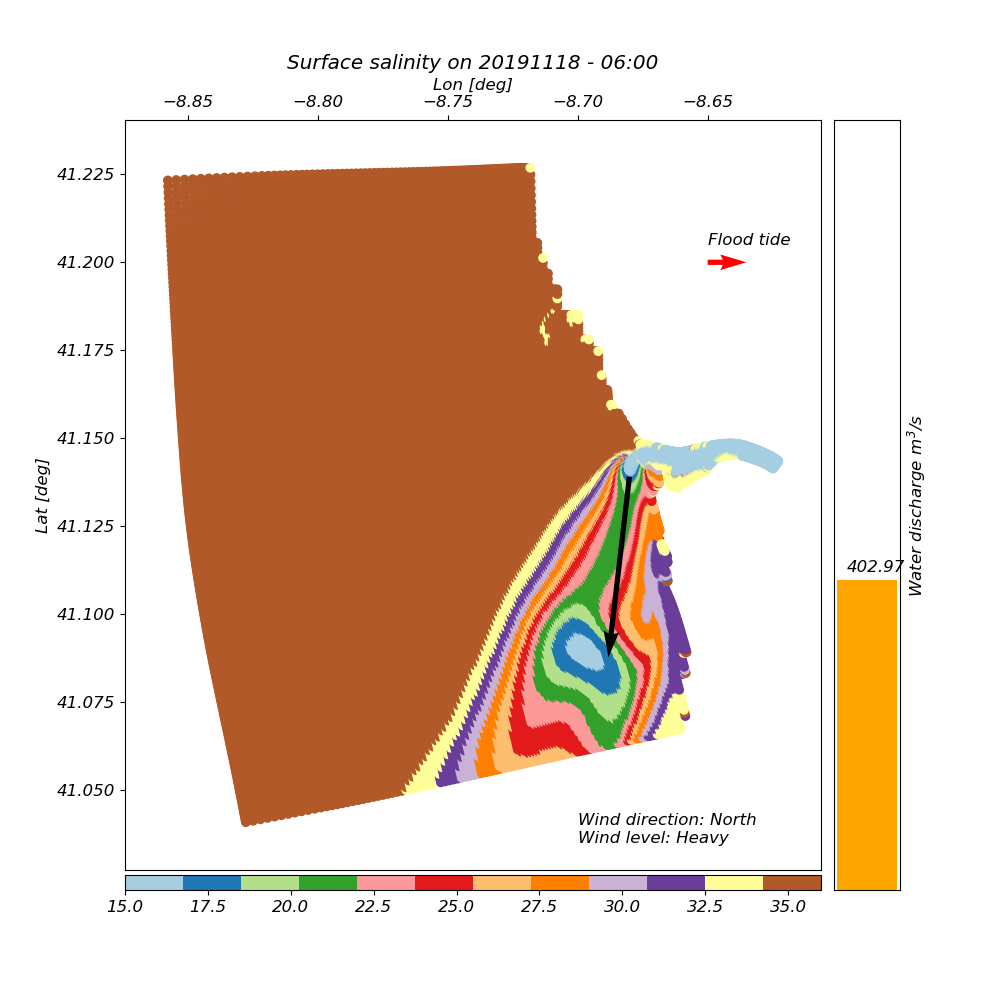 Surface salinity on 20191118 - 06:00
Lon [deg]
−8.85 −8.80 −8.75 −8.70 −8.65
41.225
41.200
41.175
41.150
41.125
41.100
41.075
41.050
Lat [deg]
Flood tide
Wind direction: North
Wind level: Heavy
402.97
Water discharge m³/s
15.0 17.5 20.0 22.5 25.0 27.5 30.0 32.5 35.0